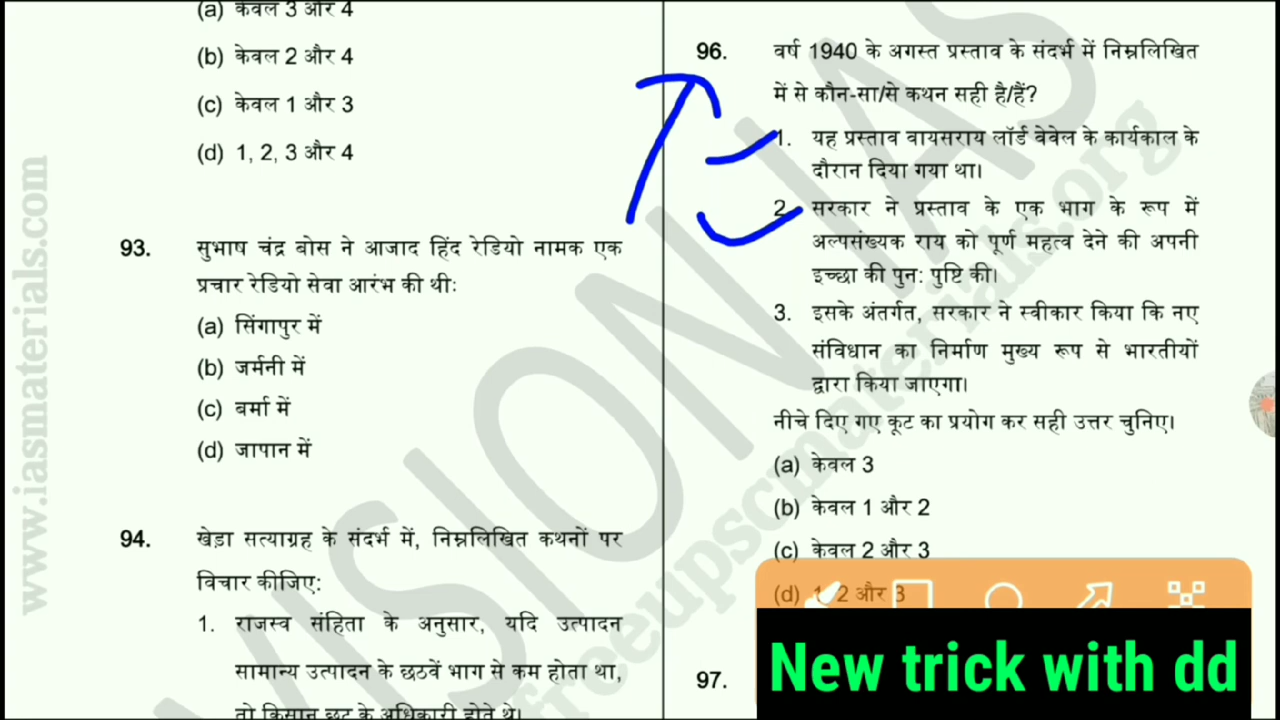 (a) केवल 3 और 4
(b) केवल 2 और 4
(c) केवल 1 और 3
(d) 1, 2, 3 और 4
93. सुभाष चंद्र बोस ने आजाद हिंद रेडियो नामक एक
प्रचार रेडियो सेवा आरंभ की थी:
(a) सिंगापुर में
(b) जर्मनी में
(c) बर्मा में
(d) जापान में
94. खेड़ा सत्याग्रह के संदर्भ में, निम्नलिखित कथनों पर
विचार कीजिए:
1. राजस्व संहिता के अनुसार, यदि उत्पादन
सामान्य उत्पादन के छठवें भाग से कम होता था,
तो किसान छूट के अधिकारी होते थे।
96. वर्ष 1940 के अगस्त प्रस्ताव के संदर्भ में निम्नलिखित
में से कौन-सा/से कथन सही है/हैं?
1. यह प्रस्ताव वायसराय लॉर्ड वेवेल के कार्यकाल के
दौरान दिया गया था।
2. सरकार ने प्रस्ताव के एक भाग के रूप में
अल्पसंख्यक राय को पूर्ण महत्व देने की अपनी
इच्छा की पुन: पुष्टि की।
3. इसके अंतर्गत, सरकार ने स्वीकार किया कि नए
संविधान का निर्माण मुख्य रूप से भारतीयों
द्वारा किया जाएगा।
नीचे दिए गए कूट का प्रयोग कर सही उत्तर चुनिए।
(a) केवल 3
(b) केवल 1 और 2
(c) केवल 2 और 3
(d) 1, 2 और 3
97.
New trick with dd
www.iasmaterials.com
VISION IAS
freeupscmaterials.org